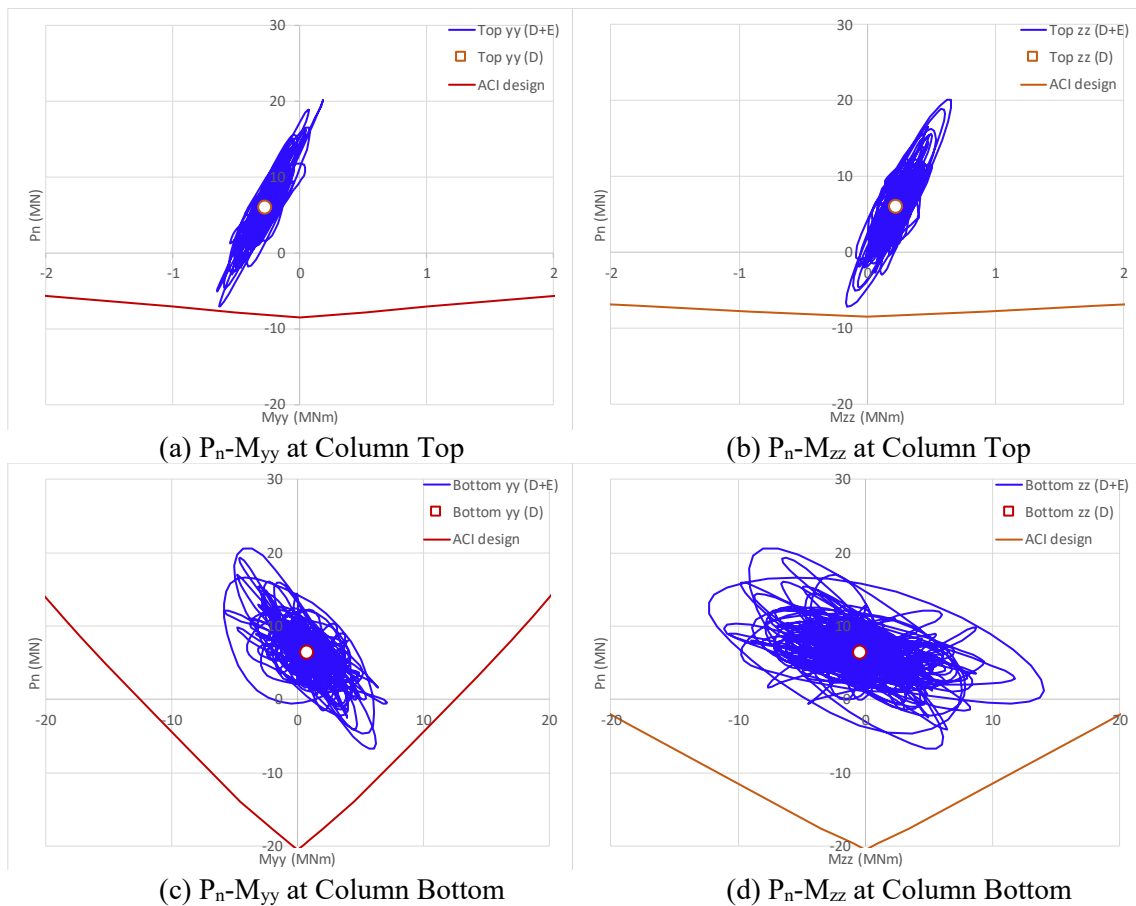 30
Top yy (D+E)
Top yy (D)
ACI design
20
10
0
-10
-20
-2
-1
0
1
2
Pn (MN)
Myy (MNm)
(a) Pn-Myy at Column Top
30
Top zz (D+E)
Top zz (D)
ACI design
20
10
0
-10
-20
-2
-1
0
1
2
Pn (MN)
Mzz (MNm)
(b) Pn-Mzz at Column Top
30
Bottom yy (D+E)
Bottom yy (D)
ACI design
20
10
0
-10
-20
-20
-10
0
10
20
Pn (MN)
Myy (MNm)
(c) Pn-Myy at Column Bottom
30
Bottom zz (D+E)
Bottom zz (D)
ACI design
20
10
0
-10
-20
-20
-10
0
10
20
Pn (MN)
Mzz (MNm)
(d) Pn-Mzz at Column Bottom